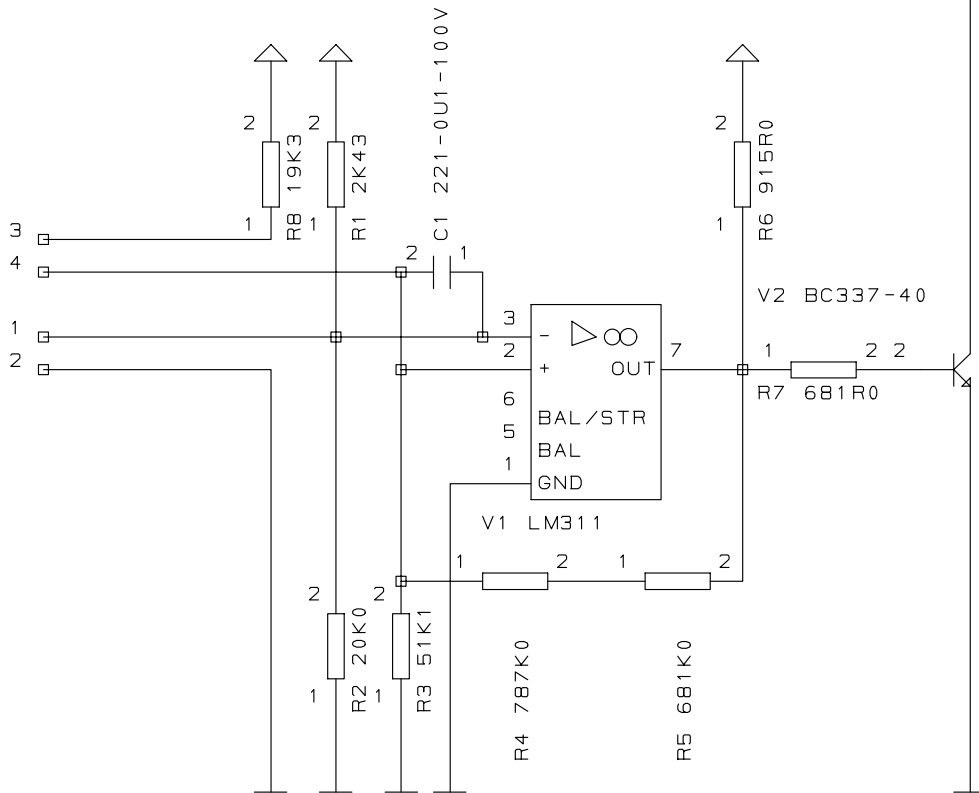 C1 221-0U1-100V
2
2
2
R8 19K3
R1 2K43
R6 915R0
1
1
1
3
4
2
1
V2 BC337-40
1
2
3
2
-
+
OUT
7
1
2
2
R7 681R0
6
5
1
BAL/STR
BAL
GND
V1 LM311
1
2
1
2
2
2
R2 20K0
R3 51K1
1
1
R4 787K0
R5 681K0